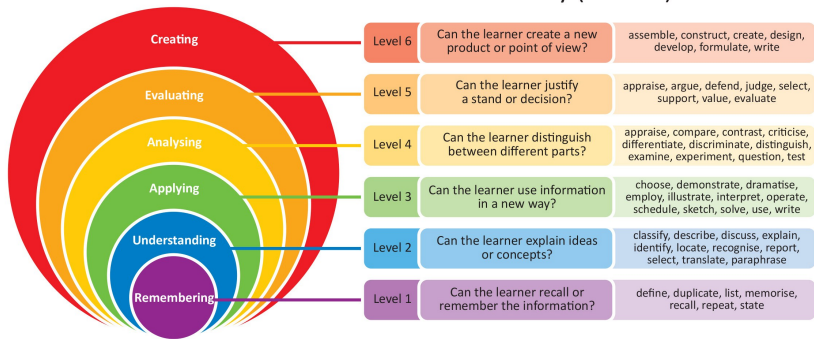 Creating
Level 6
Can the learner create a new
product or point of view?
assemble, construct, create, design,
develop, formulate, write
Evaluating
Level 5
Can the learner justify
a stand or decision?
appraise, argue, defend, judge, select,
support, value, evaluate
Analysing
Level 4
Can the learner distinguish
between different parts?
appraise, compare, contrast, criticise,
differentiate, discriminate, distinguish,
examine, experiment, question, test
Applying
Level 3
Can the learner use information
in a new way?
choose, demonstrate, dramatise,
employ, illustrate, interpret, operate,
schedule, sketch, solve, use, write
Understanding
Level 2
Can the learner explain ideas
or concepts?
classify, describe, discuss, explain,
identify, locate, recognise, report,
select, translate, paraphrase
Remembering
Level 1
Can the learner recall or
remember the information?
define, duplicate, list, memorise,
recall, repeat, state